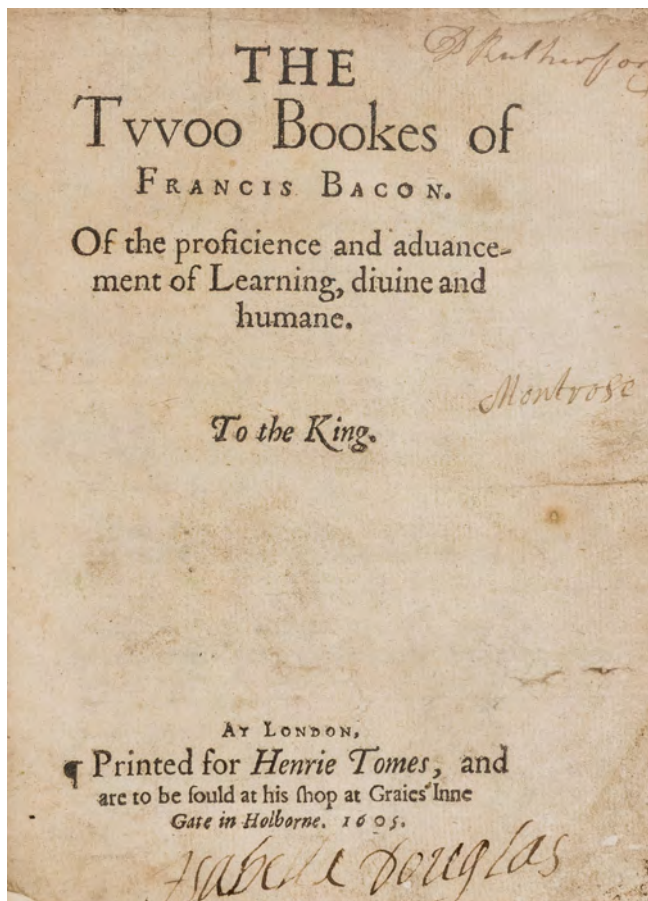 D Rutherfor
THE
Tvvoo Bookes of
FRANCIS BACON.
Of the proficience and aduance-
ment of Learning, diuine and
humane.
Montrose
To the King.
AT LONDON,
¶ Printed for Henrie Tomes, and
are to be ſould at his ſhop at Graies Inne
Gate in Holborne. 1605.
Isabella Douglas